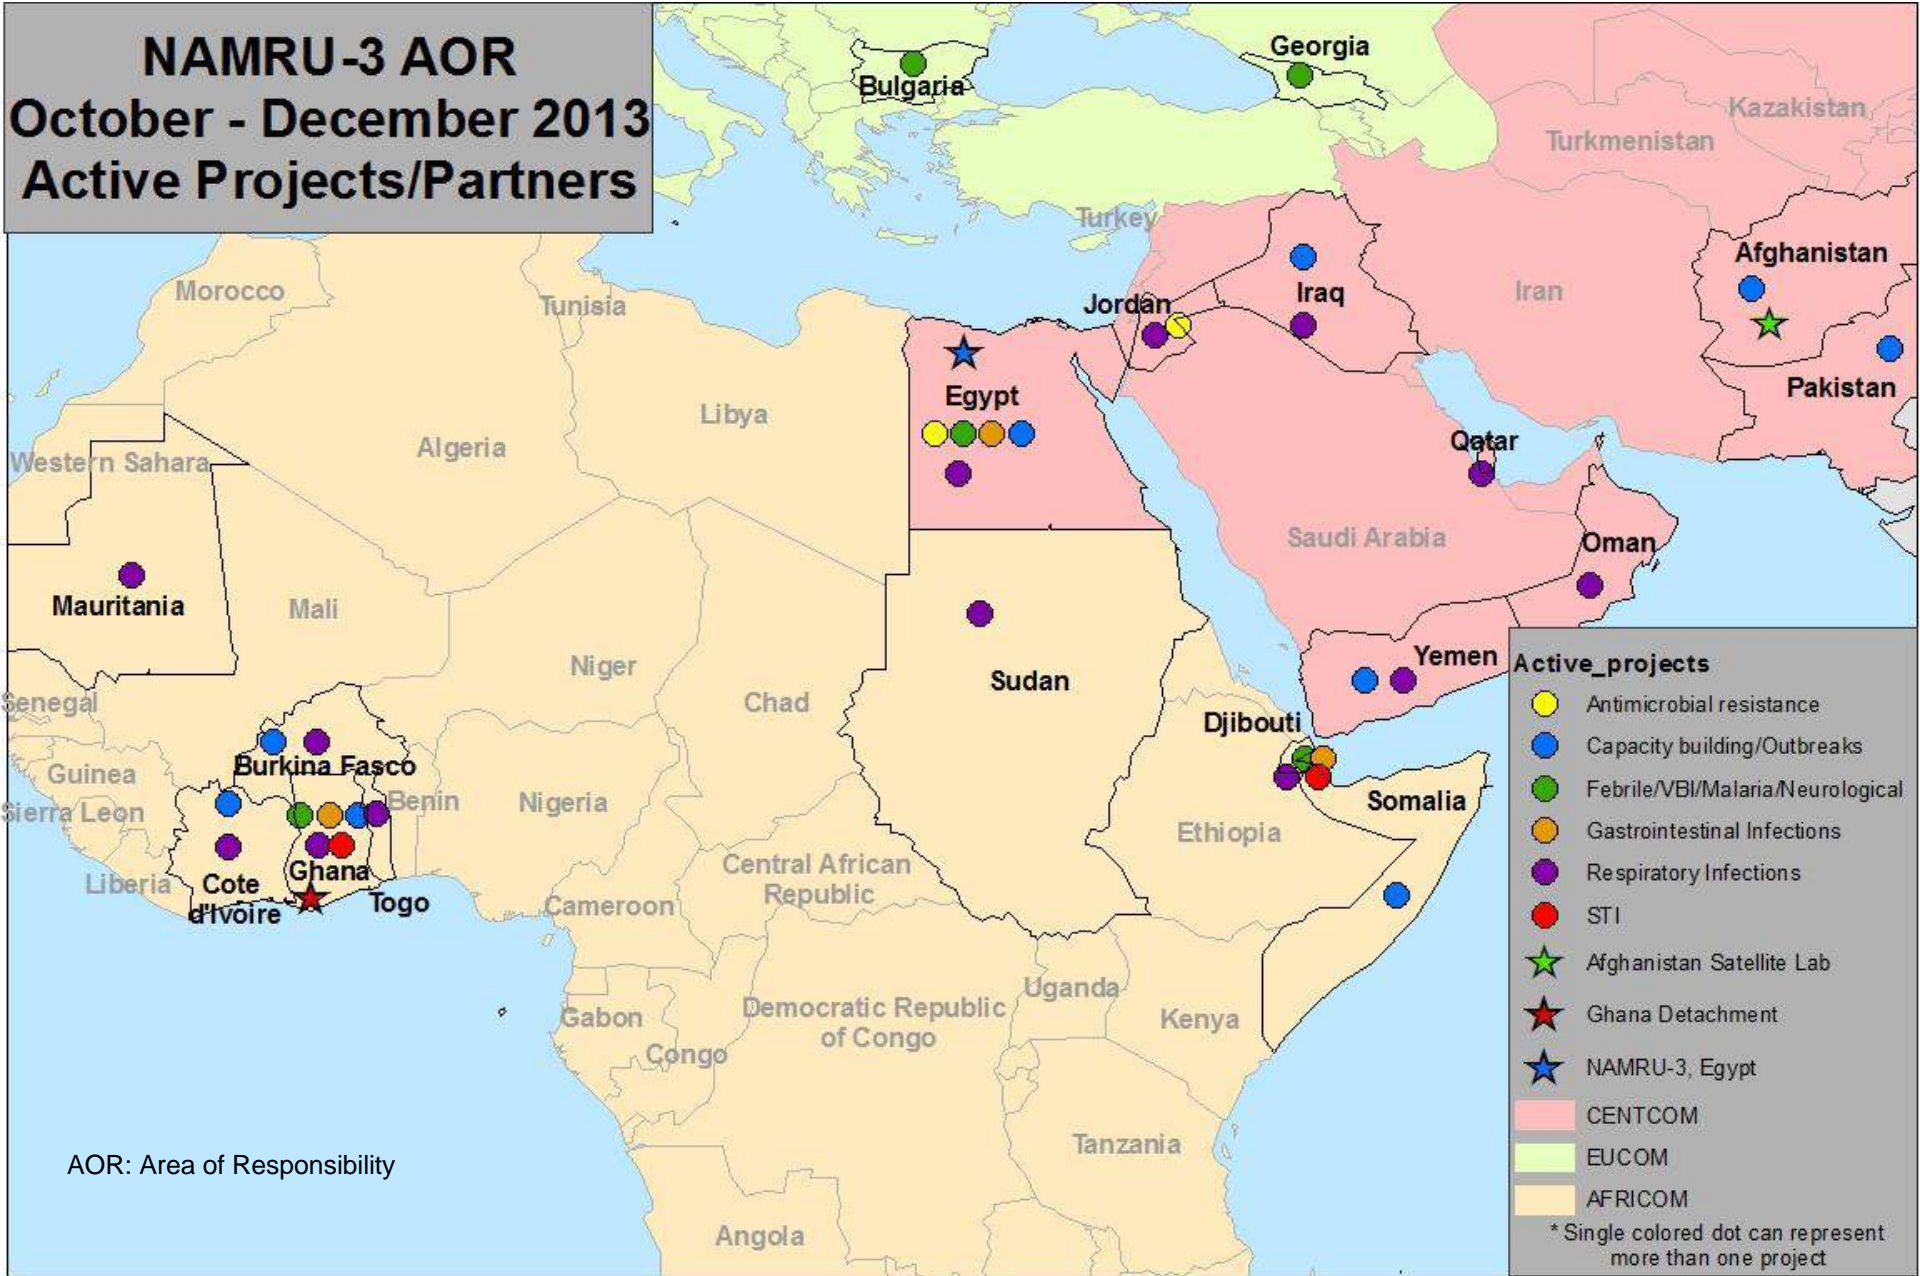 NAMRU-3 AOR
October - December 2013
Active Projects/Partners
Bulgaria
Georgia
Kazakistan
Turkmenistan
Turkey
Afghanistan
Morocco
Tunisia
Jordan
Iraq
Iran
Pakistan
Egypt
Libya
Algeria
Western Sahara
Qatar
Saudi Arabia
Oman
Mauritania
Mali
Niger
Chad
Sudan
Yemen
Senegal
Djibouti
Burkina Fasco
Guinea
Sierra Leon
Benin
Nigeria
Somalia
Ethiopia
Liberia
Cote
d'Ivoire
Ghana
Togo
Central African
Republic
Cameroon
Uganda
Gabon
Democratic Republic
of Congo
Congo
Kenya
Tanzania
Angola
AOR: Area of Responsibility
Active_projects
Antimicrobial resistance
Capacity building/Outbreaks
Febrile/VBI/Malaria/Neurological
Gastrointestinal Infections
Respiratory Infections
STI
Afghanistan Satellite Lab
Ghana Detachment
NAMRU-3, Egypt
CENTCOM
EUCOM
AFRICOM
* Single colored dot can represent
more than one project